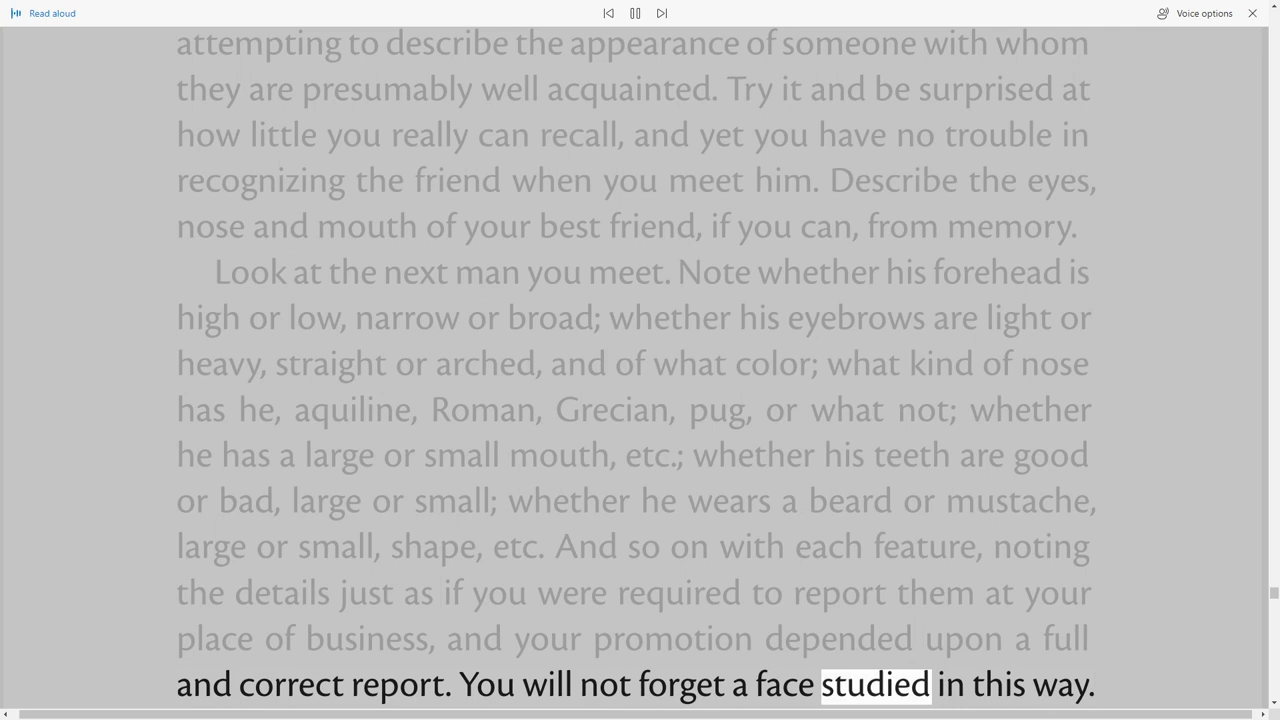 Read aloud
Voice options
attempting to describe the appearance of someone with whom
they are presumably well acquainted. Try it and be surprised at
how little you really can recall, and yet you have no trouble in
recognizing the friend when you meet him. Describe the eyes,
nose and mouth of your best friend, if you can, from memory.
Look at the next man you meet. Note whether his forehead is
high or low, narrow or broad; whether his eyebrows are light or
heavy, straight or arched, and of what color; what kind of nose
has he, aquiline, Roman, Grecian, pug, or what not; whether
he has a large or small mouth, etc.; whether his teeth are good
or bad, large or small; whether he wears a beard or mustache,
large or small, shape, etc. And so on with each feature, noting
the details just as if you were required to report them at your
place of business, and your promotion depended upon a full
and correct report. You will not forget a face studied in this way.